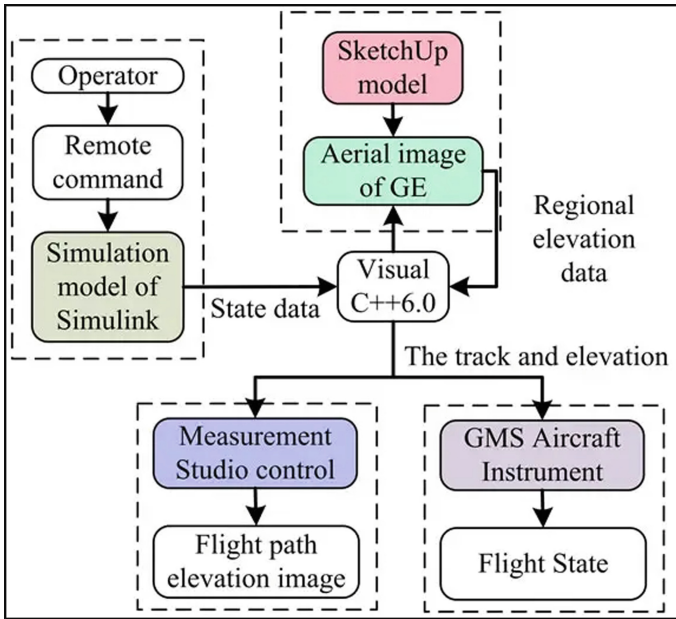 Operator
Remote
command
Simulation
model of
Simulink
State data
SketchUp
model
Aerial image
of GE
Regional
elevation
data
Visual
C++6.0
The track and elevation
Measurement
Studio control
Flight path
elevation image
GMS Aircraft
Instrument
Flight State